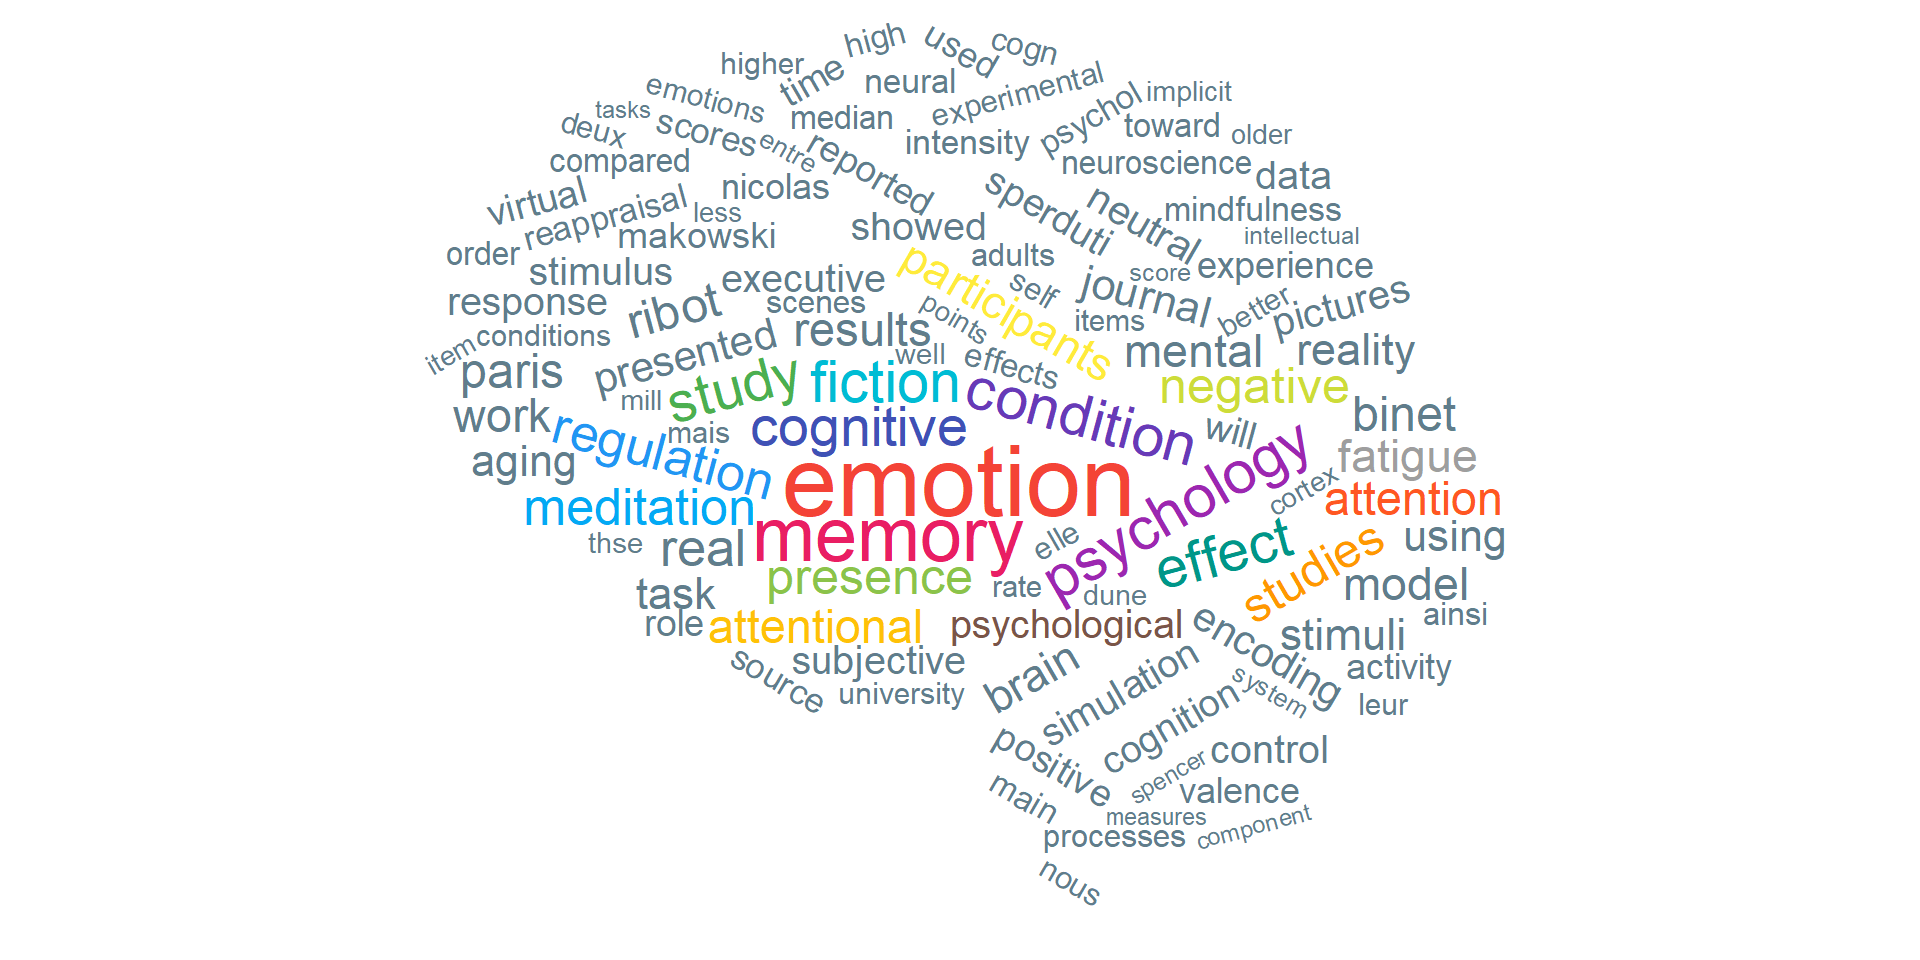 high
used
cogn
higher
time
neural
experimental
emotions
psychol
implicit
tasks
median
toward
older
deux
scores
entre
intensity
compared
reported
neuroscience
data
virtual
nicolas
sperduti
neutral
mindfulness
reappraisal
less
makowski
showed
intellectual
order
adults
stimulus
executive
participants
self
journal
score
experience
response
ribot
scenes
points
items
better
pictures
conditions
item
presented
results
well
effects
mental
reality
paris
study
fiction
condition
negative
mill
work
regulation
mais
cognitive
will
binet
aging
emotion
psychology
fatigue
meditation
cortex
attention
thse
real
memory
elle
effect
studies
using
task
presence
rate
dune
model
role
attentional
psychological
encoding
stimuli
ainsi
source
subjective
university
brain
simulation
system
activity
leur
positive
cognition
control
main
spencer
valence
measures
processes
component
nous